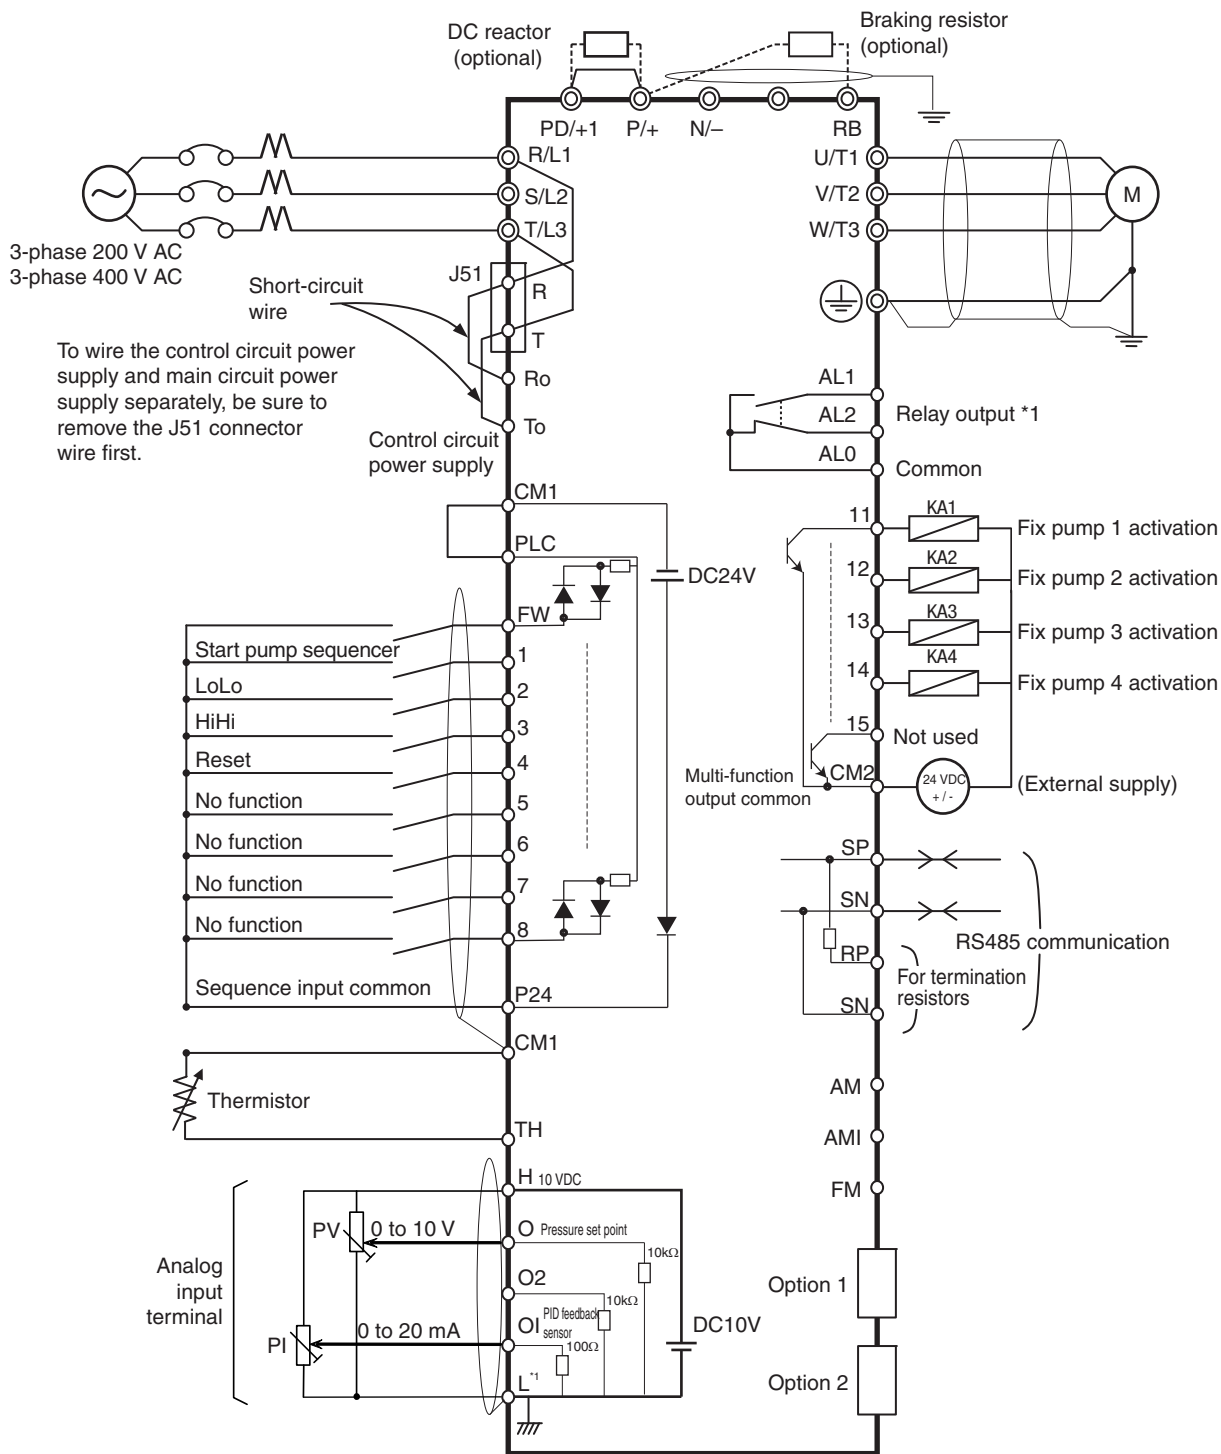 DC reactor
(optional)
Braking resistor
(optional)
PD/+1
P/+
N/–
RB
R/L1
S/L2
T/L3
U/T1
V/T2
W/T3
M
3-phase 200 V AC
3-phase 400 V AC
J51
R
T
Ro
To
Short-circuit
wire
To wire the control circuit power
supply and main circuit power
supply separately, be sure to
remove the J51 connector
wire first.
Control circuit
power supply
AL1
AL2
AL0
Relay output *1
Common
CM1
PLC
DC24V
FW
1
2
3
4
5
6
7
8
P24
CM1
TH
Start pump sequencer
LoLo
HiHi
Reset
No function
No function
No function
No function
Sequence input common
Thermistor
11
KA1
Fix pump 1 activation
12
KA2
Fix pump 2 activation
13
KA3
Fix pump 3 activation
14
KA4
Fix pump 4 activation
15
Not used
CM2
24 VDC
+ / -
(External supply)
Multi-function
output common
SP
SN
RP
SN
RS485 communication
For termination
resistors
AM
AMI
FM
Option 1
Option 2
Analog
input
terminal
PV
0 to 10 V
PI
0 to 20 mA
H 10 VDC
O Pressure set point
10kΩ
O2
10kΩ
OI PID feedback
sensor
100Ω
L*1
DC10V